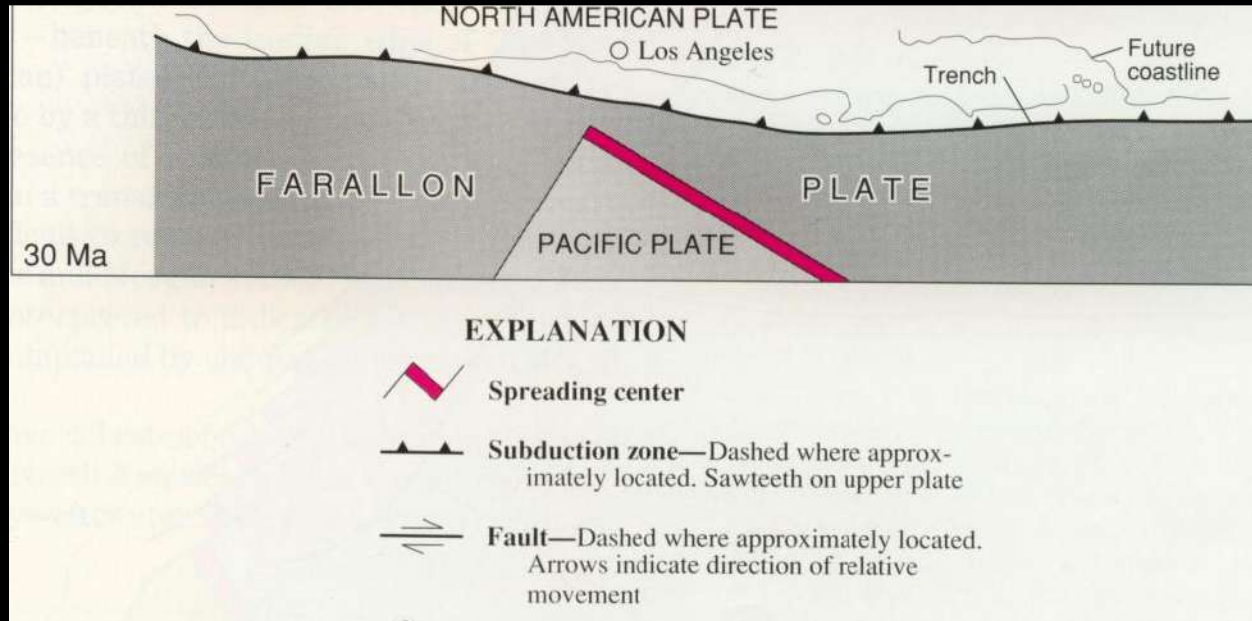 NORTH AMERICAN PLATE
Los Angeles
Future
coastline
Trench
FARALLON
PLATE
PACIFIC PLATE
30 Ma
EXPLANATION
Spreading center
Subduction zone—Dashed where approx-
imately located. Sawteeth on upper plate
Fault—Dashed where approximately located.
Arrows indicate direction of relative
movement